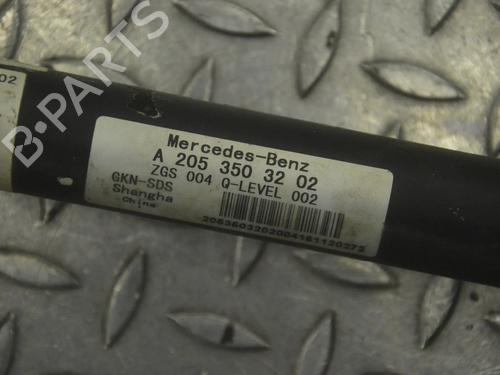 Mercedes-Benz
A 205 350 32 02
ZGS 004 Q-LEVEL 002
GKN-SDS
Shangha
China
02
B-PARTS